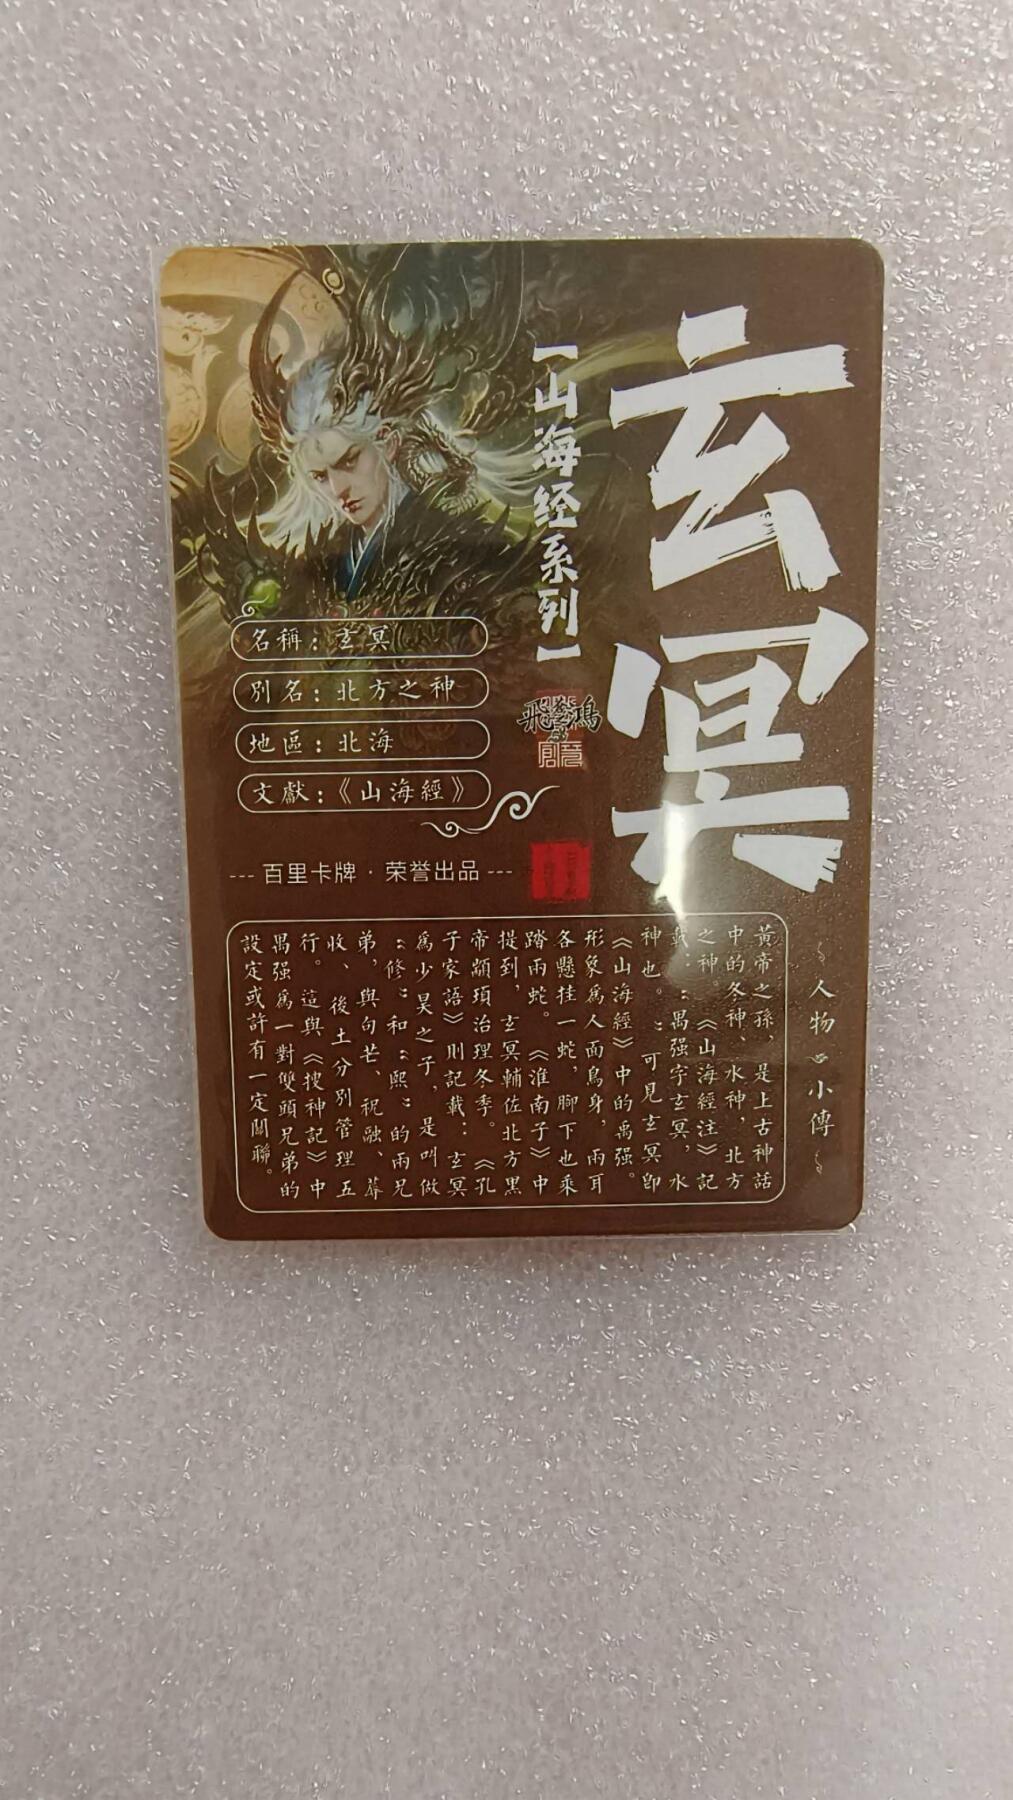 玄冥
【山海经系列】
飛鴻
創意
名稱：玄冥
別名：北方之神
地區：北海
文獻：《山海經》
--- 百里卡牌 · 荣誉出品 ---
人物小傳
黃帝之孫，是上古神話
中的冬神、水神，北方
之神。《山海經注》記
載：“禺强字玄冥，水
神也。”可見玄冥卽
《山海經》中的禺强。
形象爲人面鳥身，兩耳
各懸挂一蛇，腳下也乘
踏兩蛇。《淮南子》中
提到，玄冥輔佐北方黑
帝顓頊治理冬季。《孔
子家語》則記載：玄冥
爲少昊之子，是叫做
“修”和“熙”的兩兄
弟，與句芒、祝融、蓐
收、后土分別管理五
行。這與《搜神記》中
禺强爲一對雙頭兄弟的
設定或許有一定關聯。